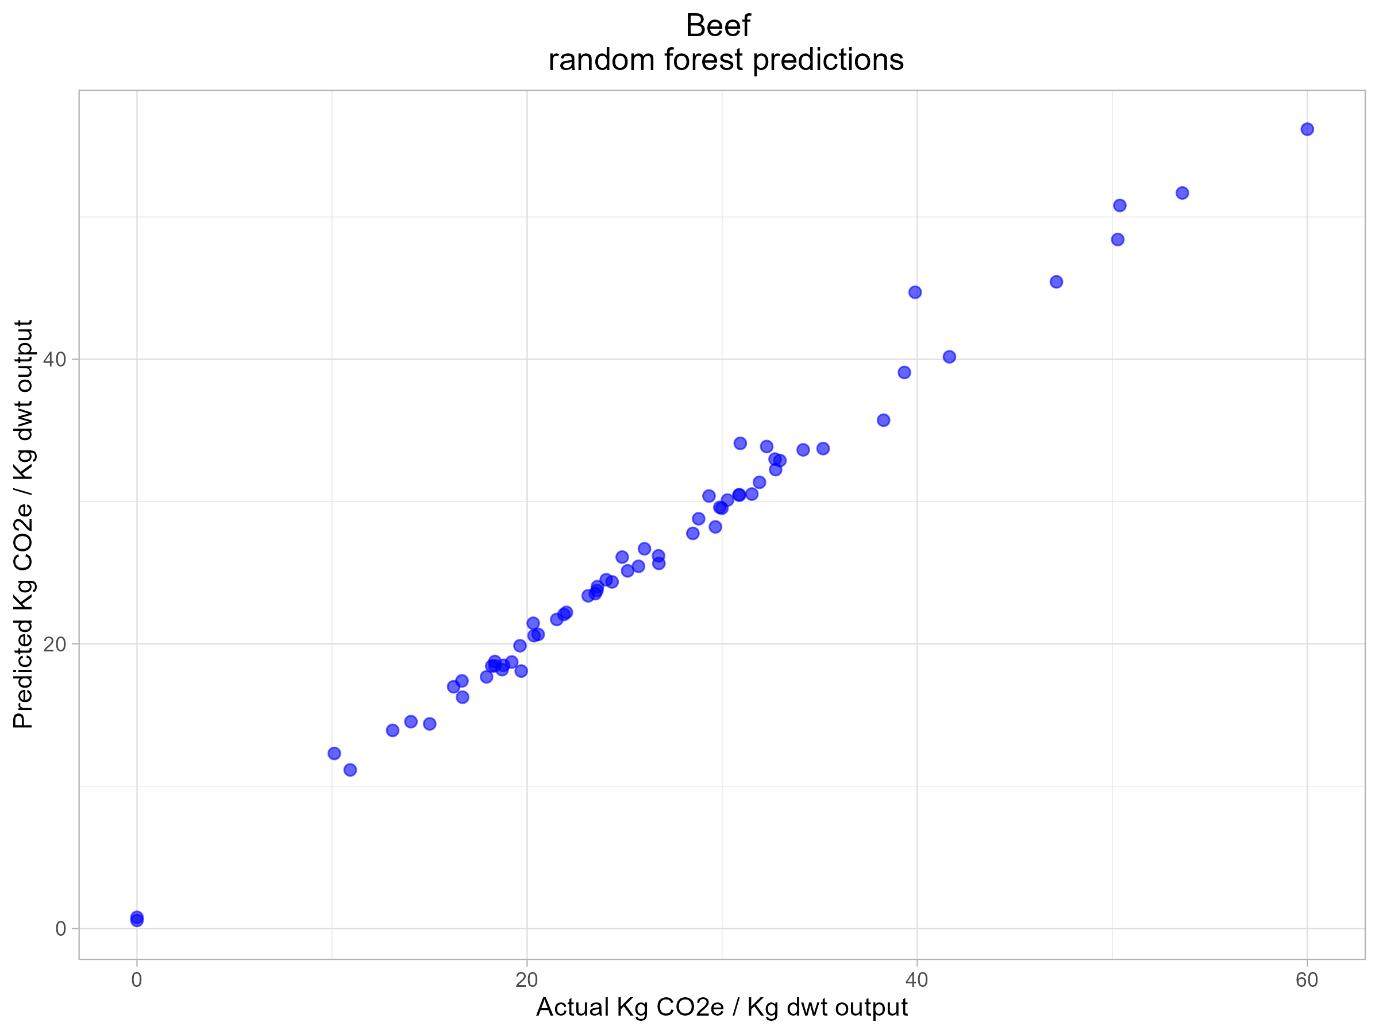 Beef
random forest predictions
Predicted Kg CO2e / Kg dwt output
40
20
0
0 20 40 60
Actual Kg CO2e / Kg dwt output